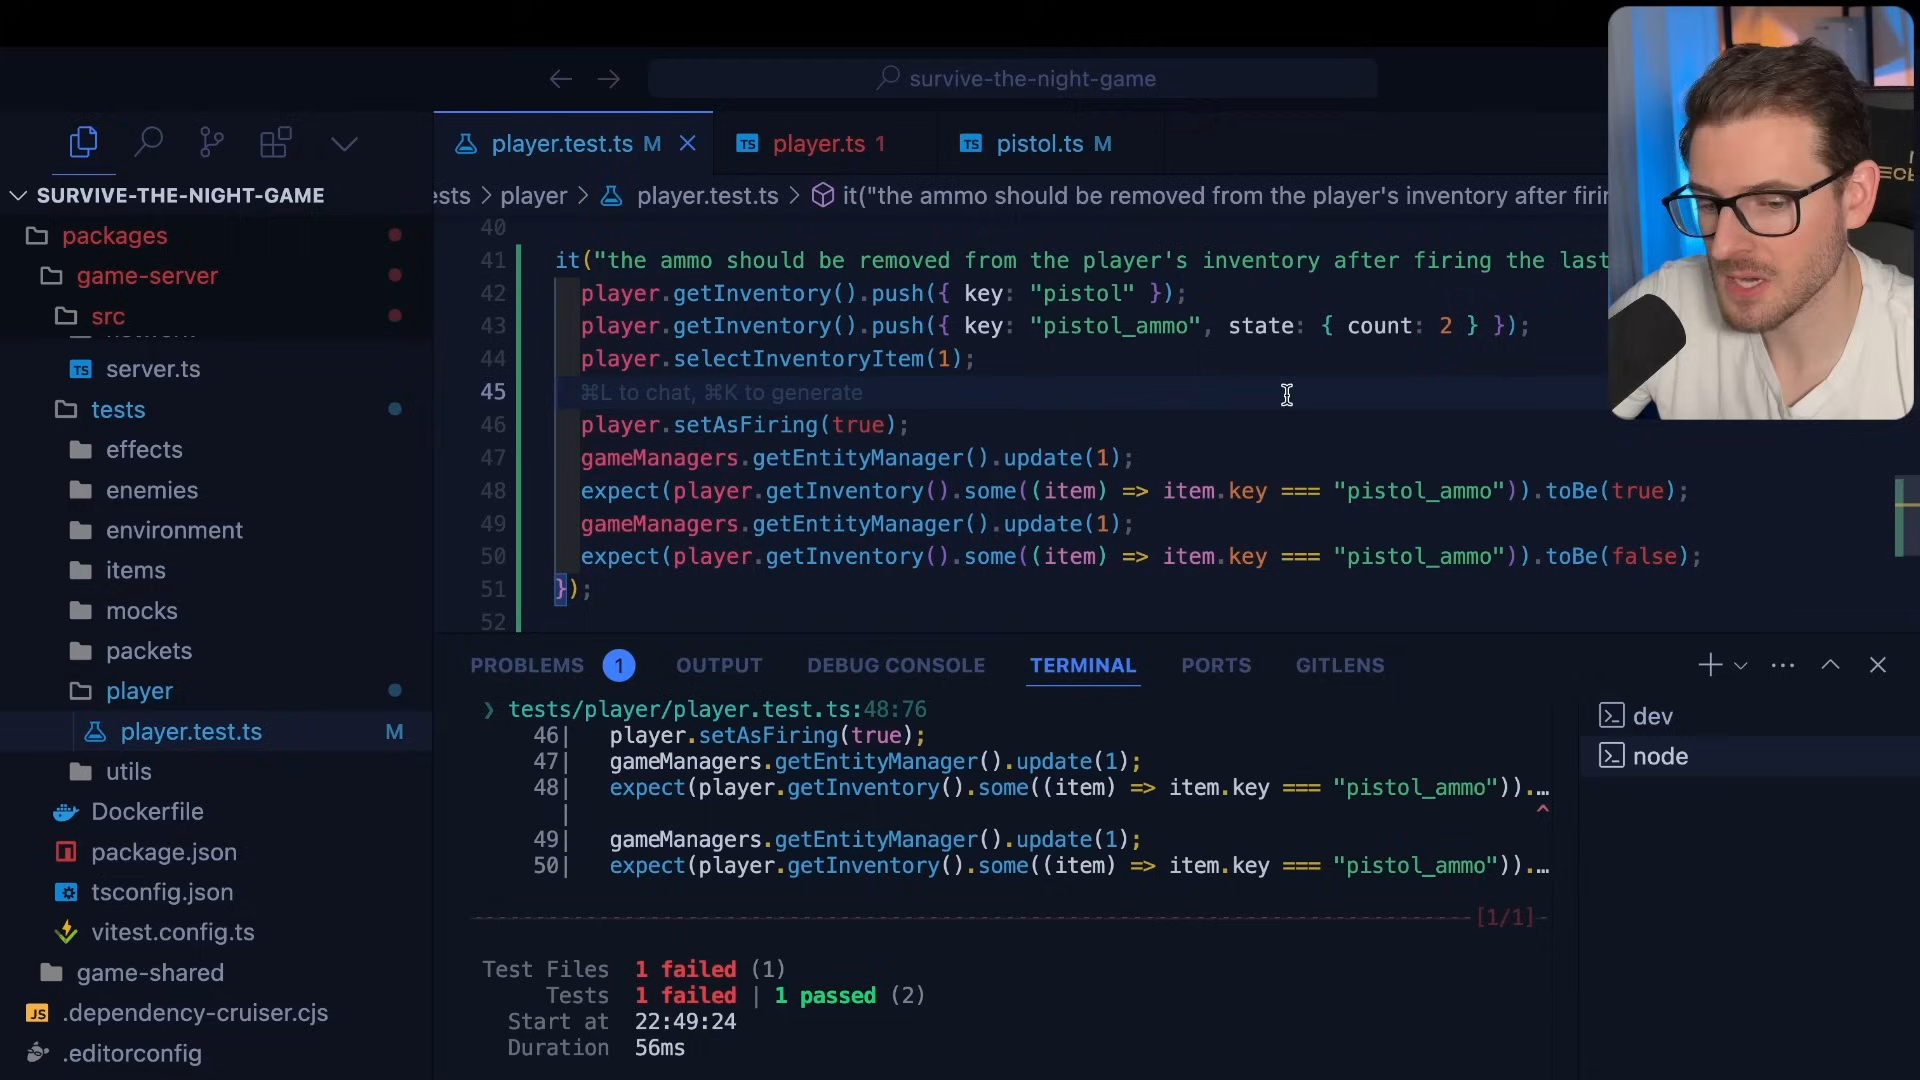 survive-the-night-game
player.test.ts M
player.ts 1
pistol.ts M
SURVIVE-THE-NIGHT-GAME
ests > player > player.test.ts > it("the ammo should be removed from the player's inventory after firin
packages
game-server
src
server.ts
tests
effects
enemies
environment
items
mocks
packets
player
player.test.ts M
utils
Dockerfile
package.json
tsconfig.json
vitest.config.ts
game-shared
.dependency-cruiser.cjs
.editorconfig
40
41 it("the ammo should be removed from the player's inventory after firing the last
42 player.getInventory().push({ key: "pistol" });
43 player.getInventory().push({ key: "pistol_ammo", state: { count: 2 } });
44 player.selectInventoryItem(1);
45 ⌘L to chat, ⌘K to generate
46 player.setAsFiring(true);
47 gameManagers.getEntityManager().update(1);
48 expect(player.getInventory().some((item) => item.key === "pistol_ammo")).toBe(true);
49 gameManagers.getEntityManager().update(1);
50 expect(player.getInventory().some((item) => item.key === "pistol_ammo")).toBe(false);
51 });
52
PROBLEMS 1 OUTPUT DEBUG CONSOLE TERMINAL PORTS GITLENS
❯ tests/player/player.test.ts:48:76
46| player.setAsFiring(true);
47| gameManagers.getEntityManager().update(1);
48| expect(player.getInventory().some((item) => item.key === "pistol_ammo")).…
| ^
49| gameManagers.getEntityManager().update(1);
50| expect(player.getInventory().some((item) => item.key === "pistol_ammo")).…
[1/1]
Test Files 1 failed (1)
Tests 1 failed | 1 passed (2)
Start at 22:49:24
Duration 56ms
dev
node